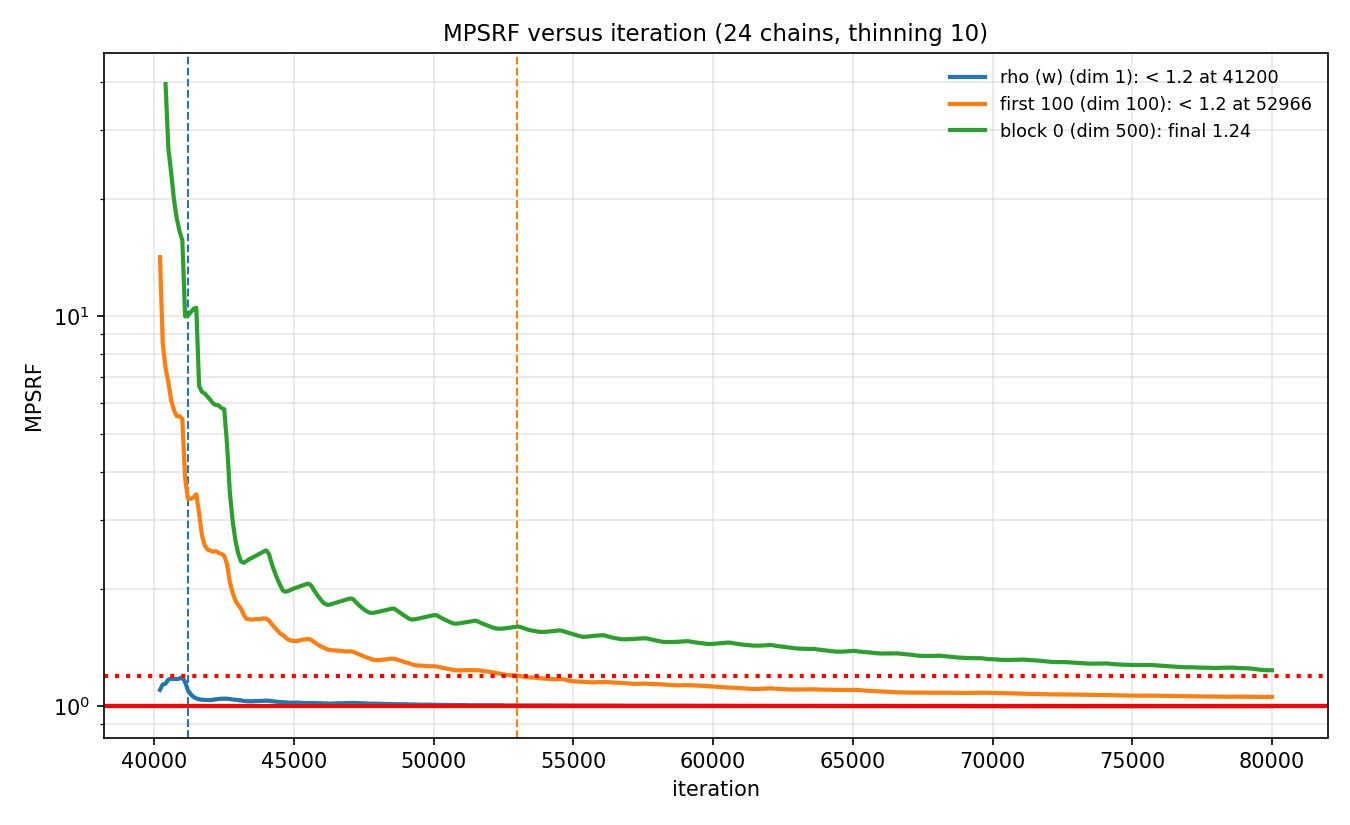 MPSRF versus iteration (24 chains, thinning 10)
rho (w) (dim 1): < 1.2 at 41200
first 100 (dim 100): < 1.2 at 52966
block 0 (dim 500): final 1.24
MPSRF
10¹
10⁰
40000 45000 50000 55000 60000 65000 70000 75000 80000
iteration